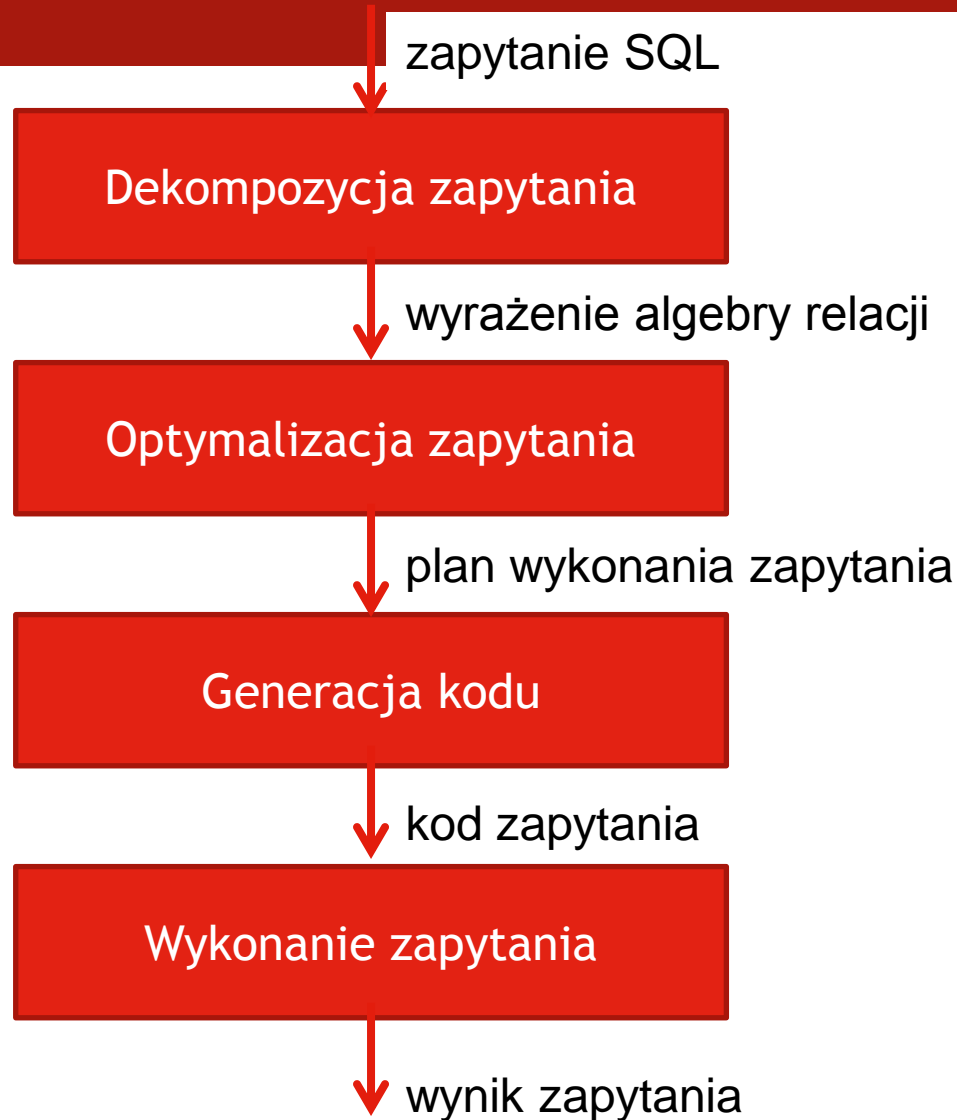 zapytanie SQL
Dekompozycja zapytania
wyrażenie algebry relacji
Optymalizacja zapytania
plan wykonania zapytania
Generacja kodu
kod zapytania
Wykonanie zapytania
wynik zapytania